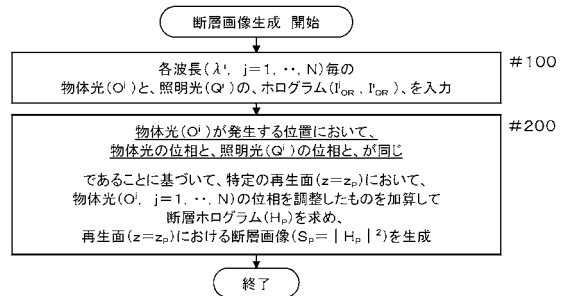 断層画像生成 開始
各波長(λʲ, j=1, ‥, N)毎の #100
物体光(Oʲ)と、照明光(Qʲ)の、ホログラム(Iʲ_OR , Iʲ_QR )、を入力
物体光(Oʲ)が発生する位置において、 #200
物体光の位相と、照明光(Qʲ)の位相と、が同じ
であることに基づいて、特定の再生面(z=z_P)において、
物体光(Oʲ, j=1, ‥, N)の位相を調整したものを加算して
断層ホログラム(H_P)を求め、
再生面(z=z_P)における断層画像(S_P=|H_P|²)を生成
終了